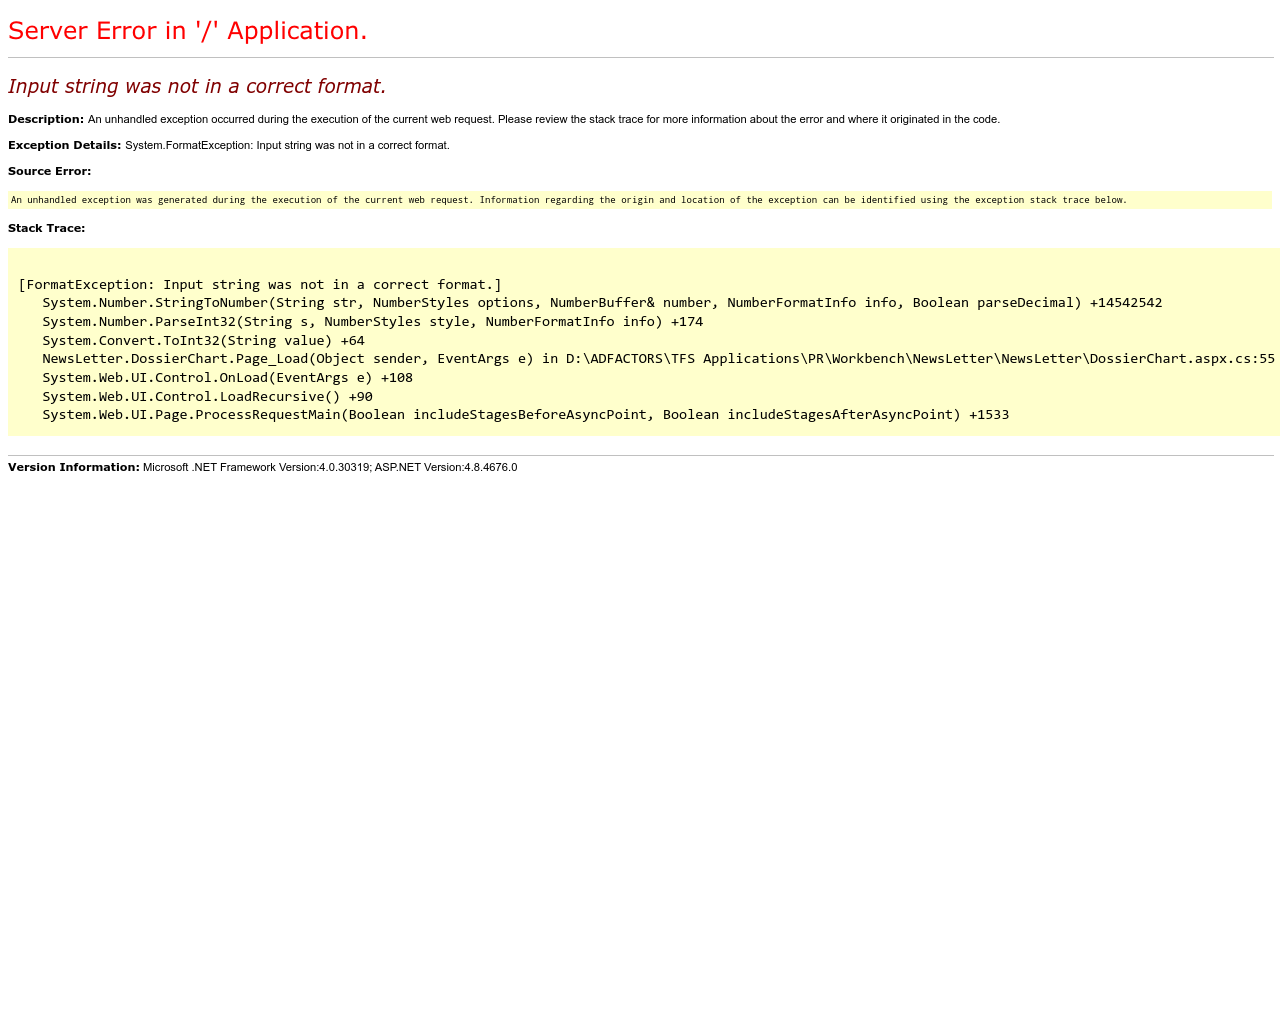 Server Error in '/' Application.
Input string was not in a correct format.
Description: An unhandled exception occurred during the execution of the current web request. Please review the stack trace for more information about the error and where it originated in the code.
Exception Details: System.FormatException: Input string was not in a correct format.
Source Error:
An unhandled exception was generated during the execution of the current web request. Information regarding the origin and location of the exception can be identified using the exception stack trace below.
Stack Trace:
[FormatException: Input string was not in a correct format.]
System.Number.StringToNumber(String str, NumberStyles options, NumberBuffer& number, NumberFormatInfo info, Boolean parseDecimal) +14542542
System.Number.ParseInt32(String s, NumberStyles style, NumberFormatInfo info) +174
System.Convert.ToInt32(String value) +64
NewsLetter.DossierChart.Page_Load(Object sender, EventArgs e) in D:\ADFACTORS\TFS Applications\PR\Workbench\NewsLetter\NewsLetter\DossierChart.aspx.cs:55
System.Web.UI.Control.OnLoad(EventArgs e) +108
System.Web.UI.Control.LoadRecursive() +90
System.Web.UI.Page.ProcessRequestMain(Boolean includeStagesBeforeAsyncPoint, Boolean includeStagesAfterAsyncPoint) +1533
Version Information: Microsoft .NET Framework Version:4.0.30319; ASP.NET Version:4.8.4676.0